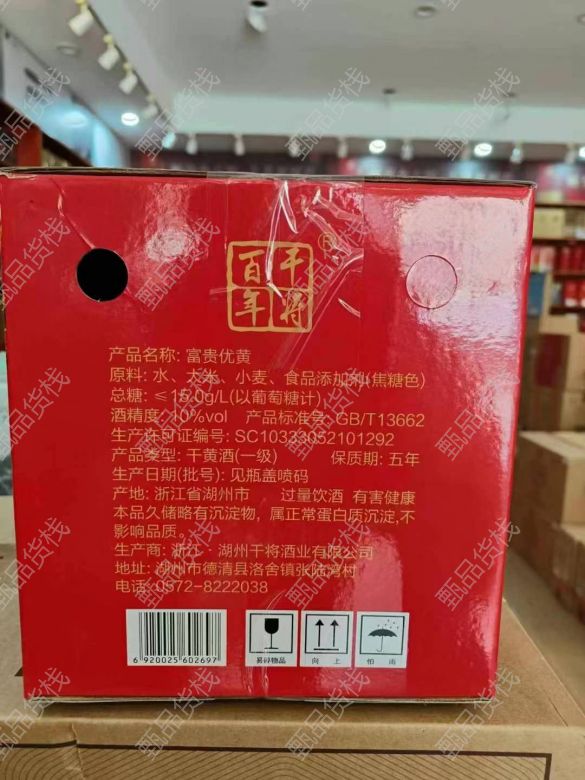 百干
年将
®
产品名称: 富贵优黄
原料: 水、大米、小麦、食品添加剂(焦糖色)
总糖: ≤15.0g/L(以葡萄糖计)
酒精度: 10%vol 产品标准号: GB/T13662
生产许可证编号: SC10333052101292
产品类型: 干黄酒(一级) 保质期: 五年
生产日期(批号): 见瓶盖喷码
产地: 浙江省湖州市 过量饮酒 有害健康
本品久储略有沉淀物, 属正常蛋白质沉淀,不
影响品质。
生产商: 浙江·湖州干将酒业有限公司
地址: 湖州市德清县洛舍镇张陆湾村
电话: 0572-8222038
6 920025 602697
易碎物品
向上
怕雨
甄品货栈